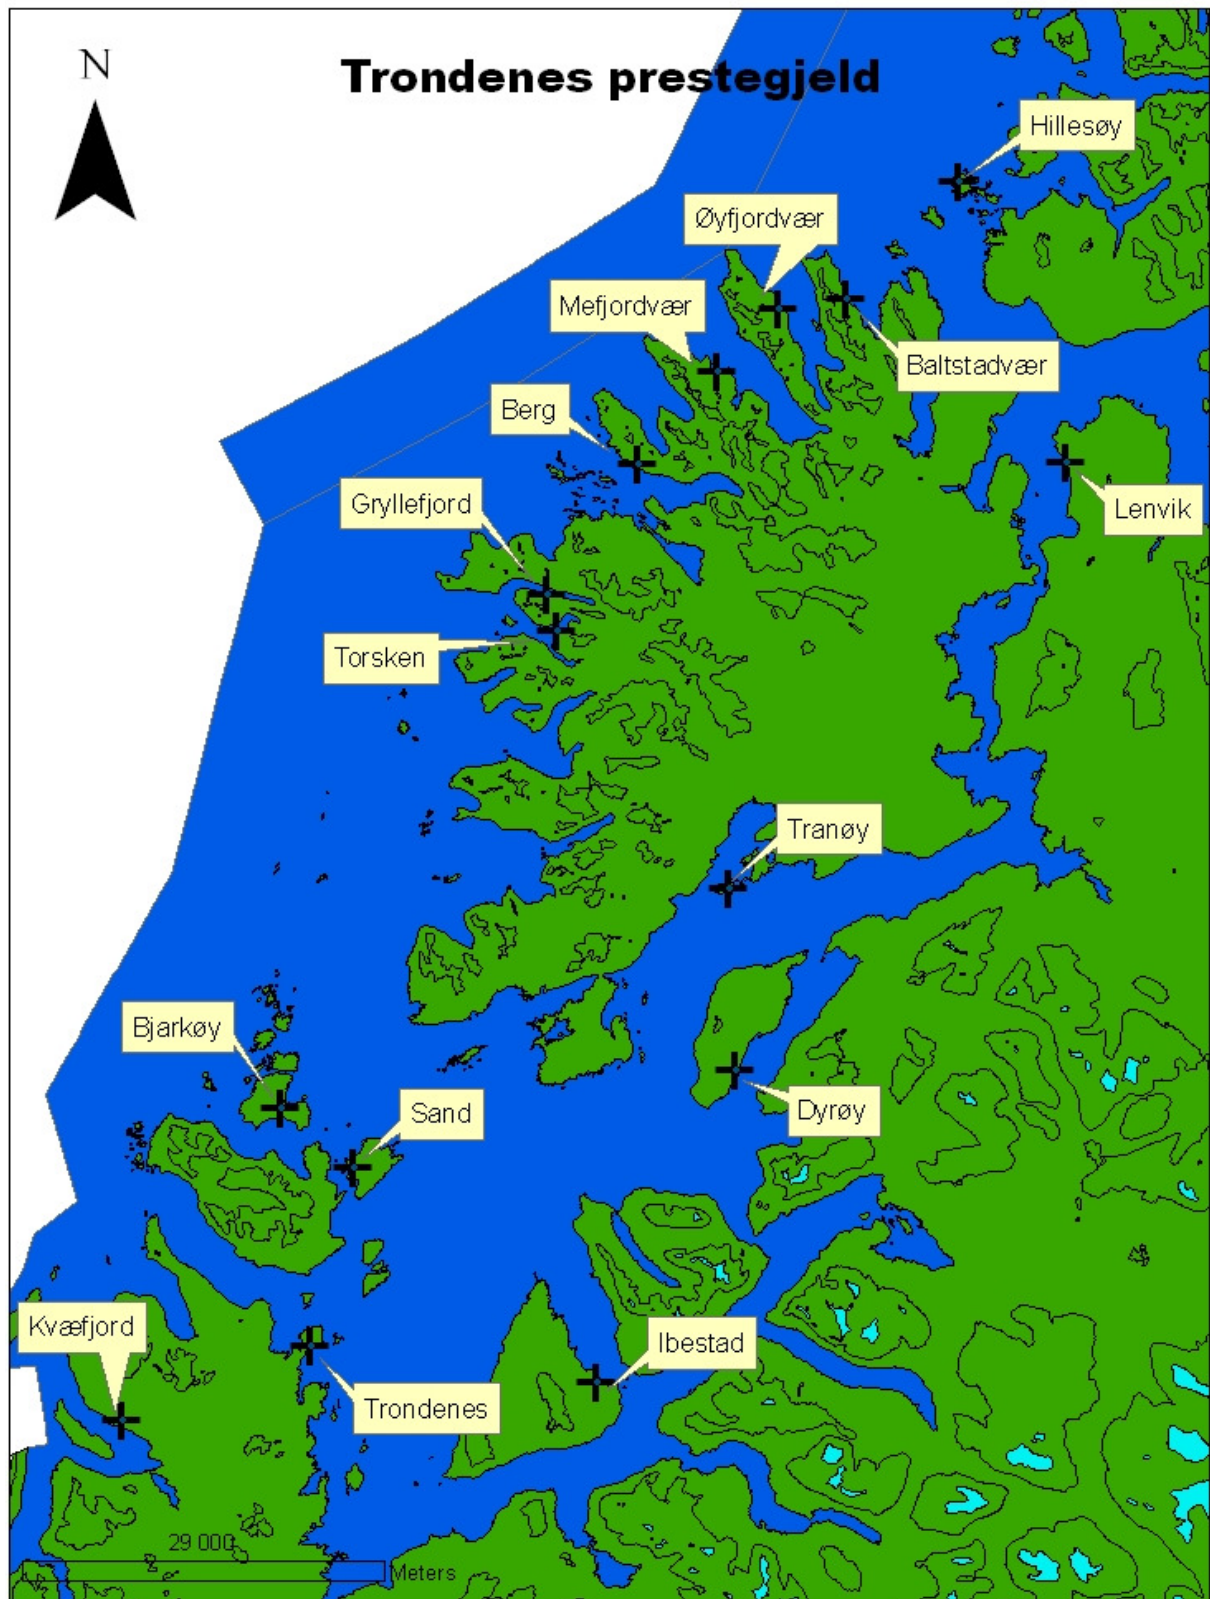 N
Trondenes prestegjeld
Hillesøy
Øyfjordvær
Mefjordvær
Baltstadvær
Berg
Gryllefjord
Lenvik
Torsken
Tranøy
Bjarkøy
Sand
Dyrøy
Kvæfjord
Ibestad
Trondenes
29 000
Meters